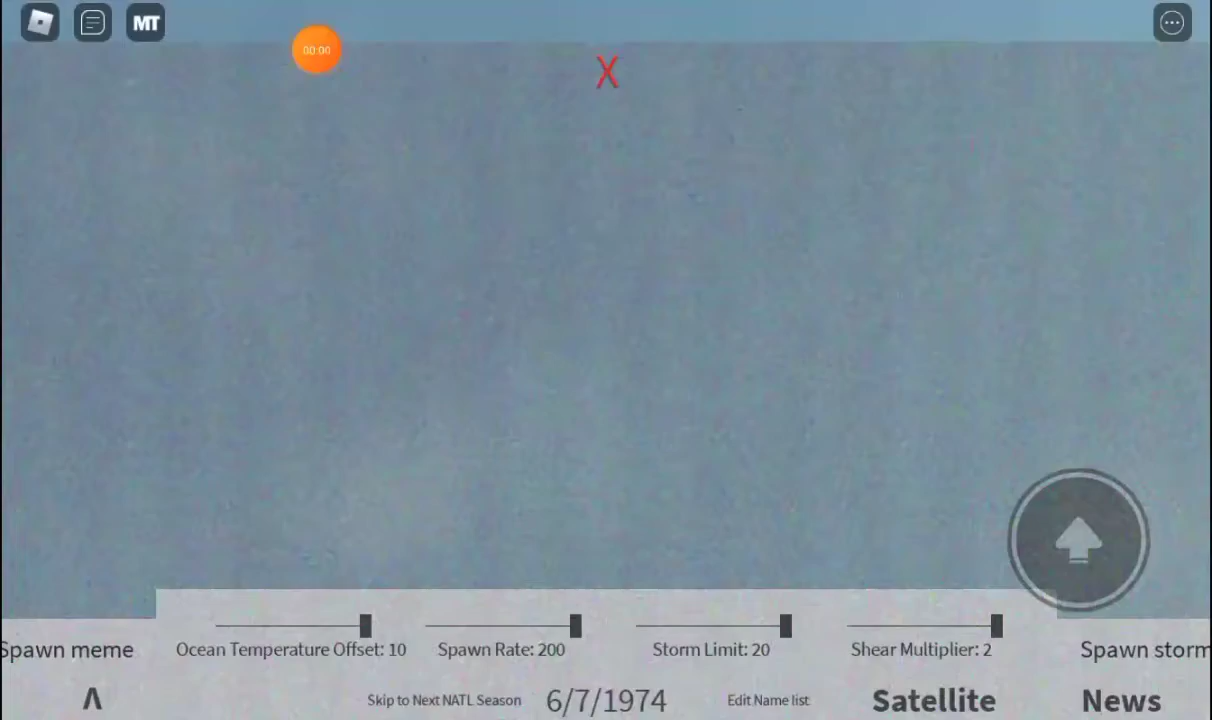 MT
00:00
X
Spawn meme
Ocean Temperature Offset: 10
Spawn Rate: 200
Storm Limit: 20
Shear Multiplier: 2
Spawn storm
Λ
Skip to Next NATL Season
6/7/1974
Edit Name list
Satellite
News